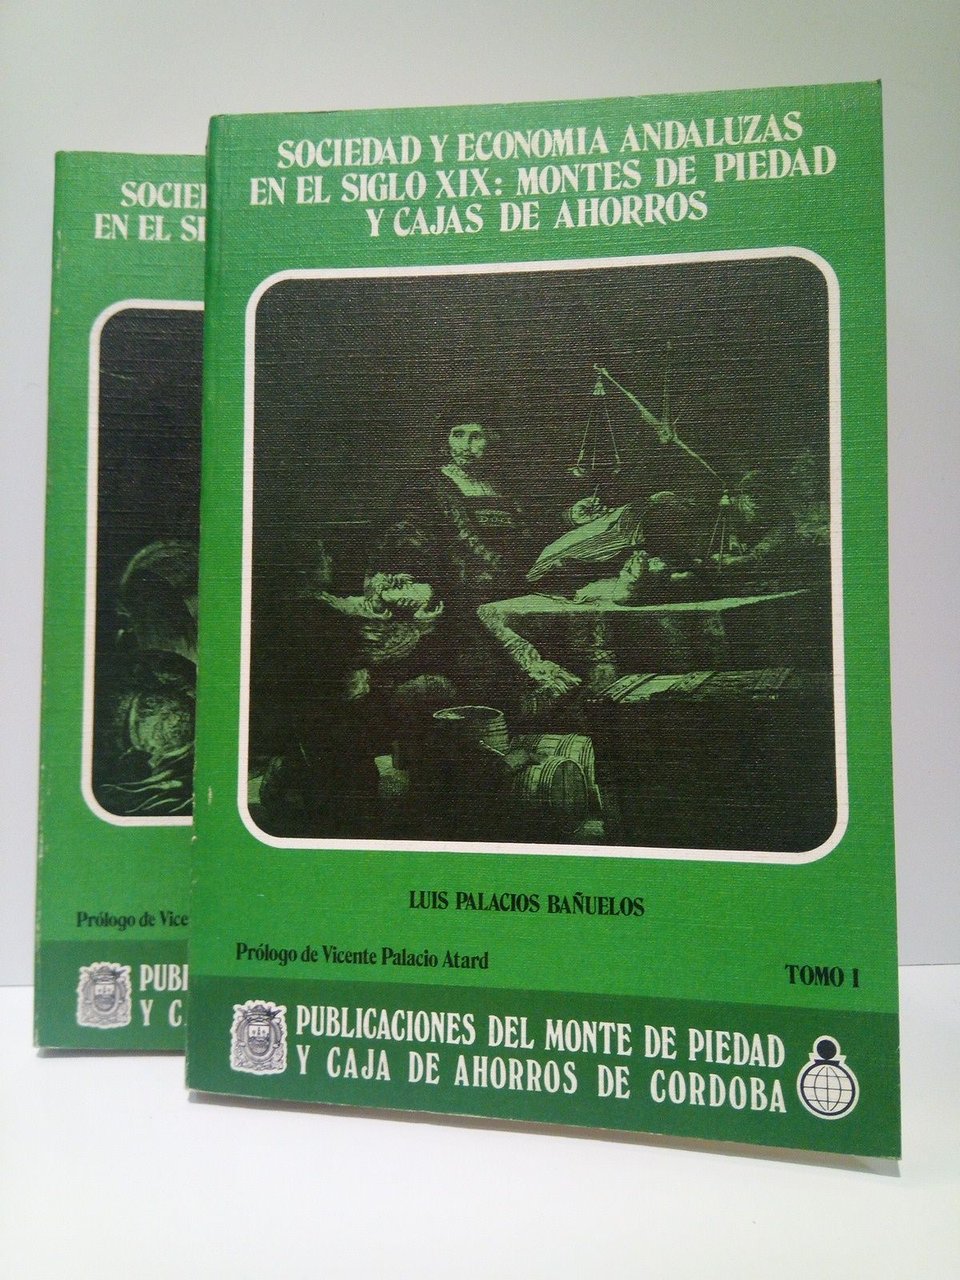 SOCIEDAD Y ECONOMIA ANDALUZAS
EN EL SIGLO XIX: MONTES DE PIEDAD
Y CAJAS DE AHORROS
LUIS PALACIOS BAÑUELOS
Prólogo de Vicente Palacio Atard
TOMO I
PUBLICACIONES DEL MONTE DE PIEDAD
Y CAJA DE AHORROS DE CORDOBA
SOCIE
EN EL SI
Prólogo de Vice
PUBL
Y C